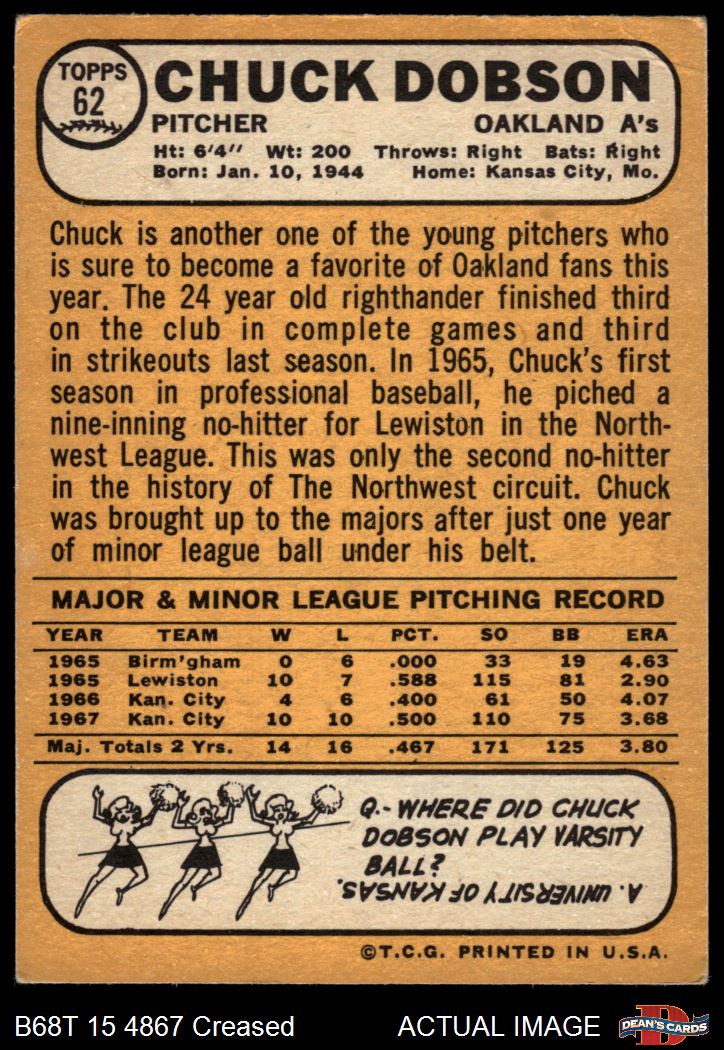 TOPPS
62
CHUCK DOBSON
PITCHER OAKLAND A's
Ht: 6'4" Wt: 200 Throws: Right Bats: Right
Born: Jan. 10, 1944 Home: Kansas City, Mo.
Chuck is another one of the young pitchers who
is sure to become a favorite of Oakland fans this
year. The 24 year old righthander finished third
on the club in complete games and third
in strikeouts last season. In 1965, Chuck's first
season in professional baseball, he piched a
nine-inning no-hitter for Lewiston in the North-
west League. This was only the second no-hitter
in the history of The Northwest circuit. Chuck
was brought up to the majors after just one year
of minor league ball under his belt.
MAJOR & MINOR LEAGUE PITCHING RECORD
YEAR TEAM W L PCT. SO BB ERA
1965 Birm'gham 0 6 .000 33 19 4.63
1965 Lewiston 10 7 .588 115 81 2.90
1966 Kan. City 4 6 .400 61 50 4.07
1967 Kan. City 10 10 .500 110 75 3.68
Maj. Totals 2 Yrs. 14 16 .467 171 125 3.80
Q.- WHERE DID CHUCK
DOBSON PLAY VARSITY
BALL?
A. UNIVERSITY OF KANSAS.
©T.C.G. PRINTED IN U.S.A.
B68T 15 4867 Creased ACTUAL IMAGE
D
DEAN'S CARDS